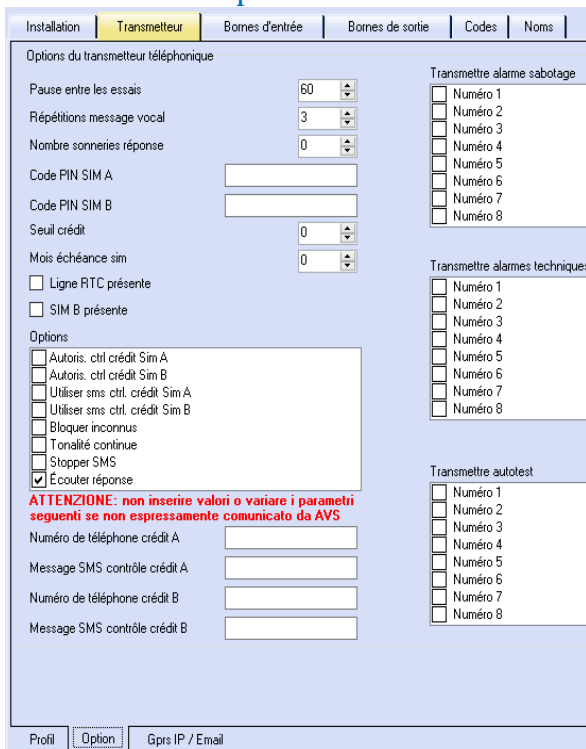 Installation Transmetteur Bornes d'entrée Bornes de sortie Codes Noms
Options du transmetteur téléphonique
Pause entre les essais 60
Répétitions message vocal 3
Nombre sonneries réponse 0
Code PIN SIM A
Code PIN SIM B
Seuil crédit 0
Mois échéance sim 0
Ligne RTC présente
SIM B présente
Options
Autoris. ctrl crédit Sim A
Autoris. ctrl crédit Sim B
Utiliser sms ctrl. crédit Sim A
Utiliser sms ctrl. crédit Sim B
Bloquer inconnus
Tonalité continue
Stopper SMS
Écouter réponse
ATTENZIONE: non inserire valori o variare i parametri
seguenti se non espressamente comunicato da AVS
Numéro de téléphone crédit A
Message SMS contrôle crédit A
Numéro de téléphone crédit B
Message SMS contrôle crédit B
Transmettre alarme sabotage
Numéro 1
Numéro 2
Numéro 3
Numéro 4
Numéro 5
Numéro 6
Numéro 7
Numéro 8
Transmettre alarmes techniques
Numéro 1
Numéro 2
Numéro 3
Numéro 4
Numéro 5
Numéro 6
Numéro 7
Numéro 8
Transmettre autotest
Numéro 1
Numéro 2
Numéro 3
Numéro 4
Numéro 5
Numéro 6
Numéro 7
Numéro 8
Profil Option Gprs IP / Email